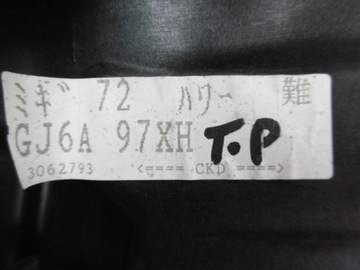 ミギ 72 ハワー 難
GJ6A 97XH T.P
3062793 <==== CKD ====>